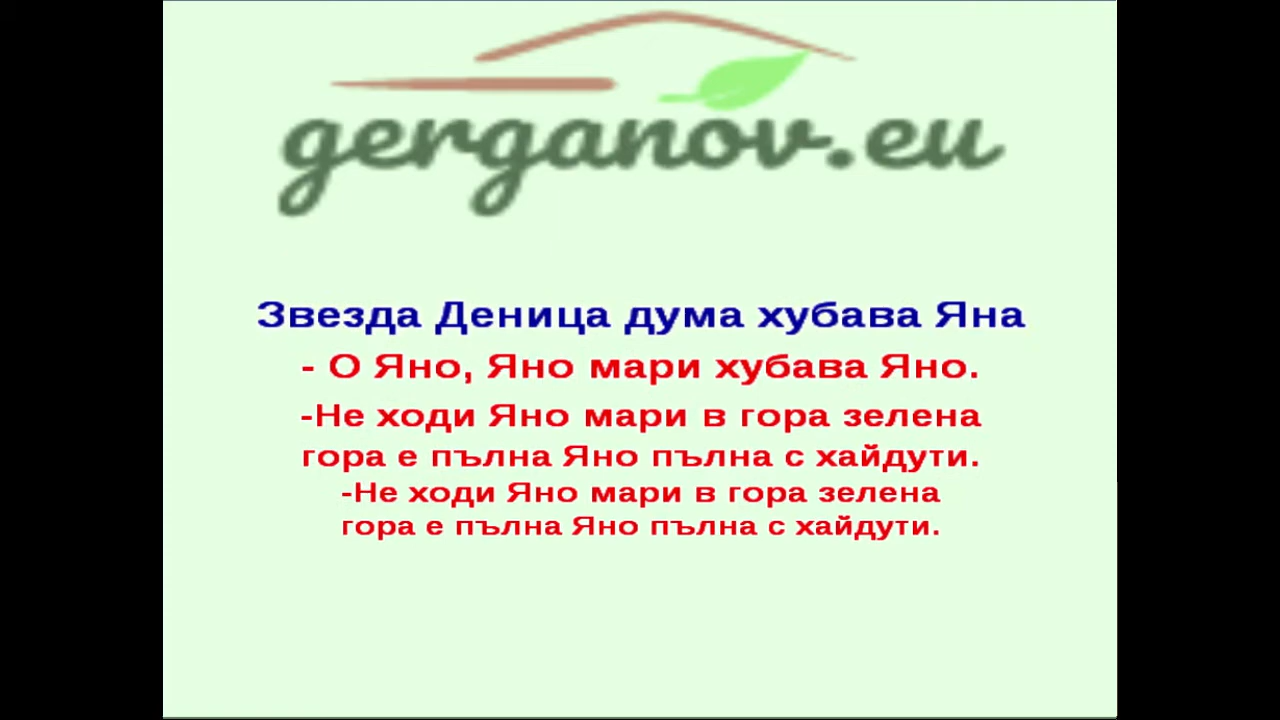 gerganov.eu
Звезда Деница дума хубава Яна
- О Яно, Яно мари хубава Яно.
-Не ходи Яно мари в гора зелена
гора е пълна Яно пълна с хайдути.
-Не ходи Яно мари в гора зелена
гора е пълна Яно пълна с хайдути.